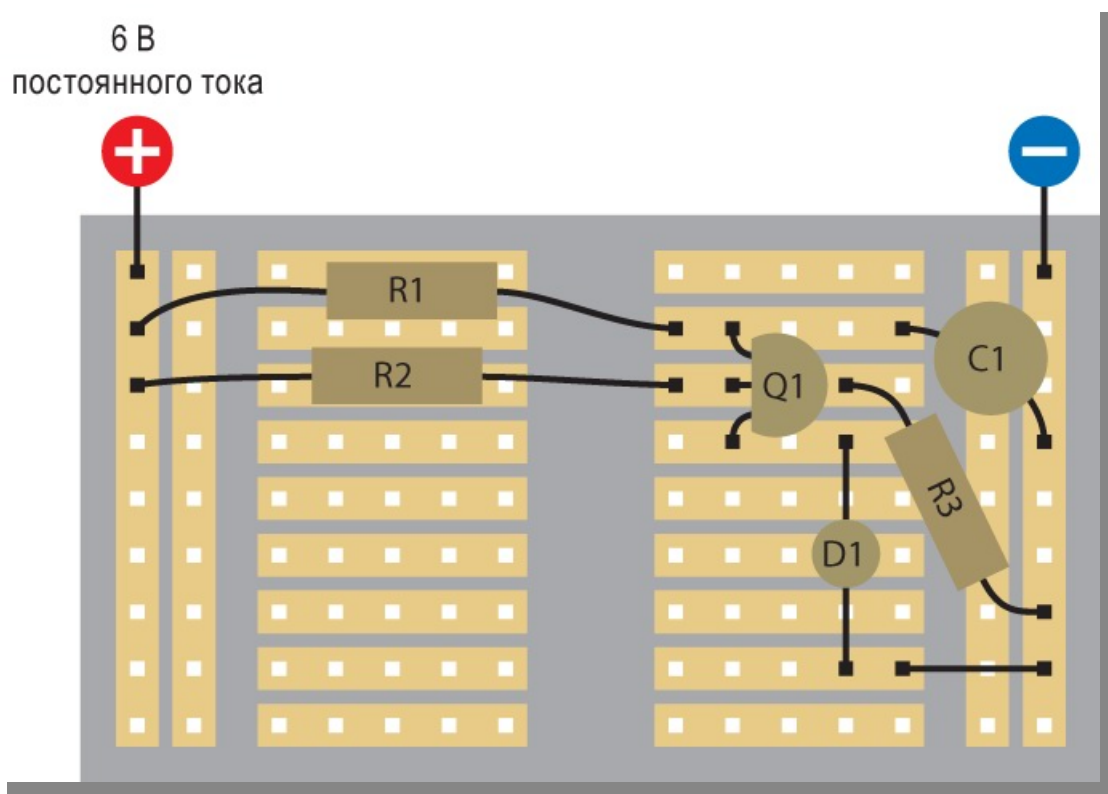 6 В
постоянного тока
+
−
R1
R2
Q1
C1
R3
D1